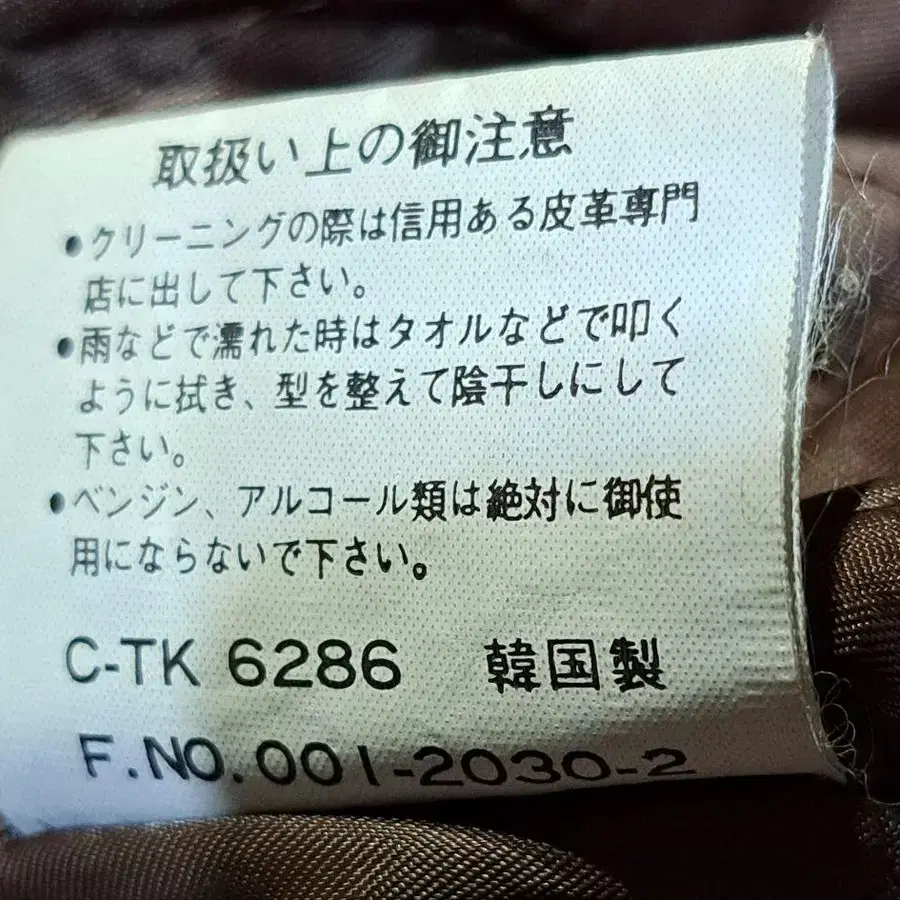 取扱い上の御注意
●クリーニングの際は信用ある皮革専門
店に出して下さい。
●雨などで濡れた時はタオルなどで叩く
ように拭き、型を整えて陰干しにして
下さい。
●ベンジン、アルコール類は絶対に御使
用にならないで下さい。
C-TK 6286 韓国製
F.NO.001-2030-2